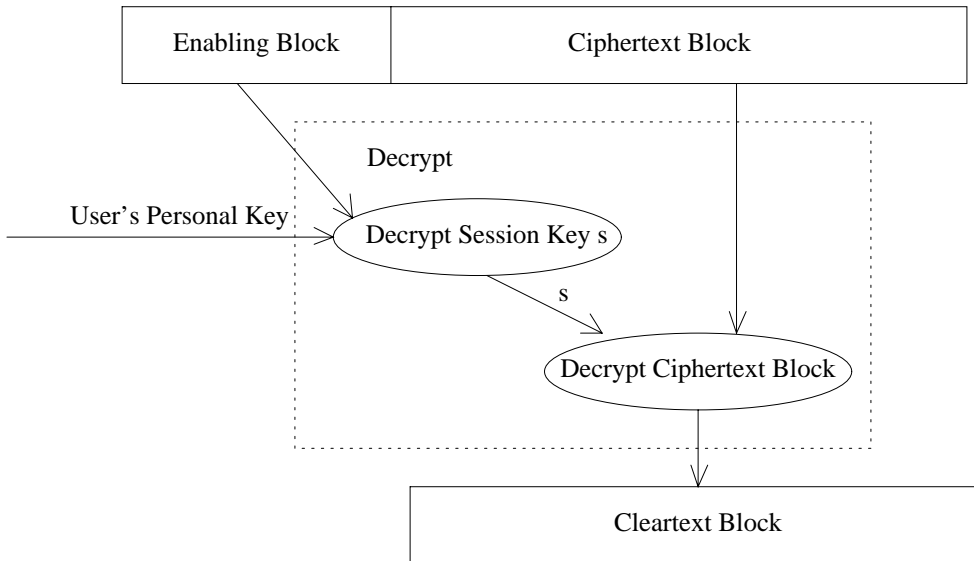 Enabling Block
Ciphertext Block
Decrypt
User's Personal Key
Decrypt Session Key s
s
Decrypt Ciphertext Block
Cleartext Block